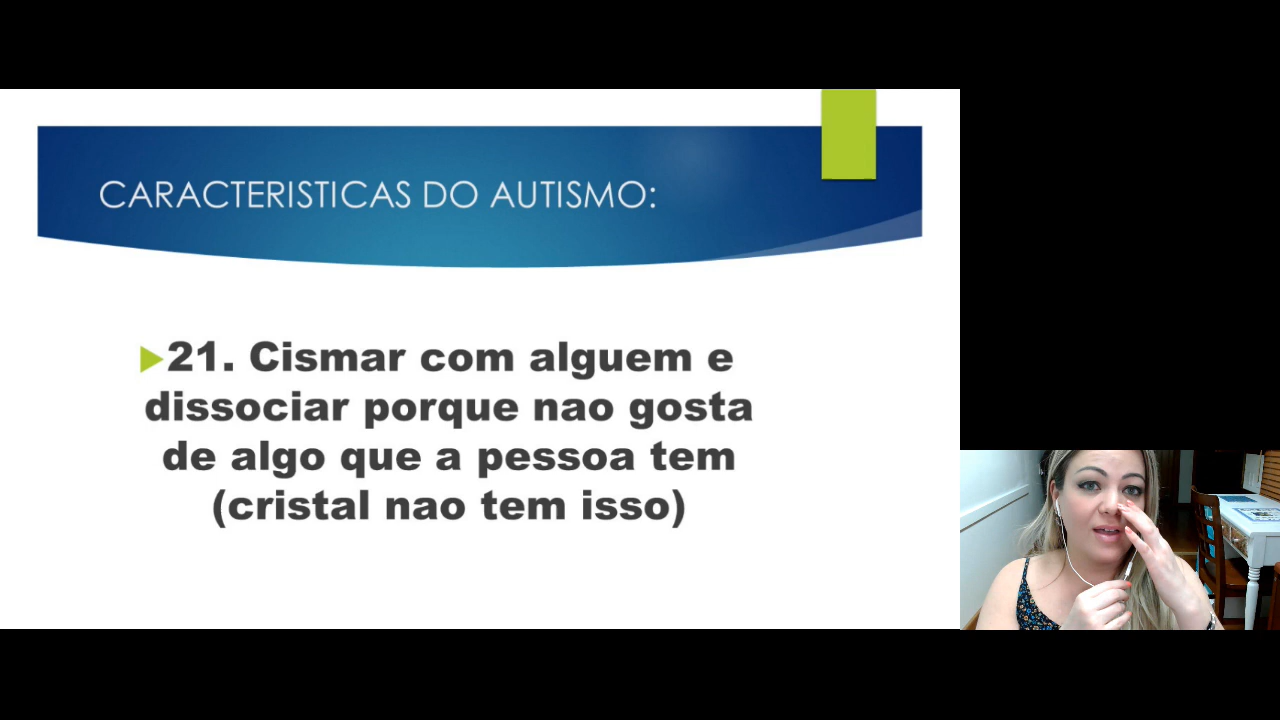 CARACTERISTICAS DO AUTISMO:
21. Cismar com alguem e
dissociar porque nao gosta
de algo que a pessoa tem
(cristal nao tem isso)